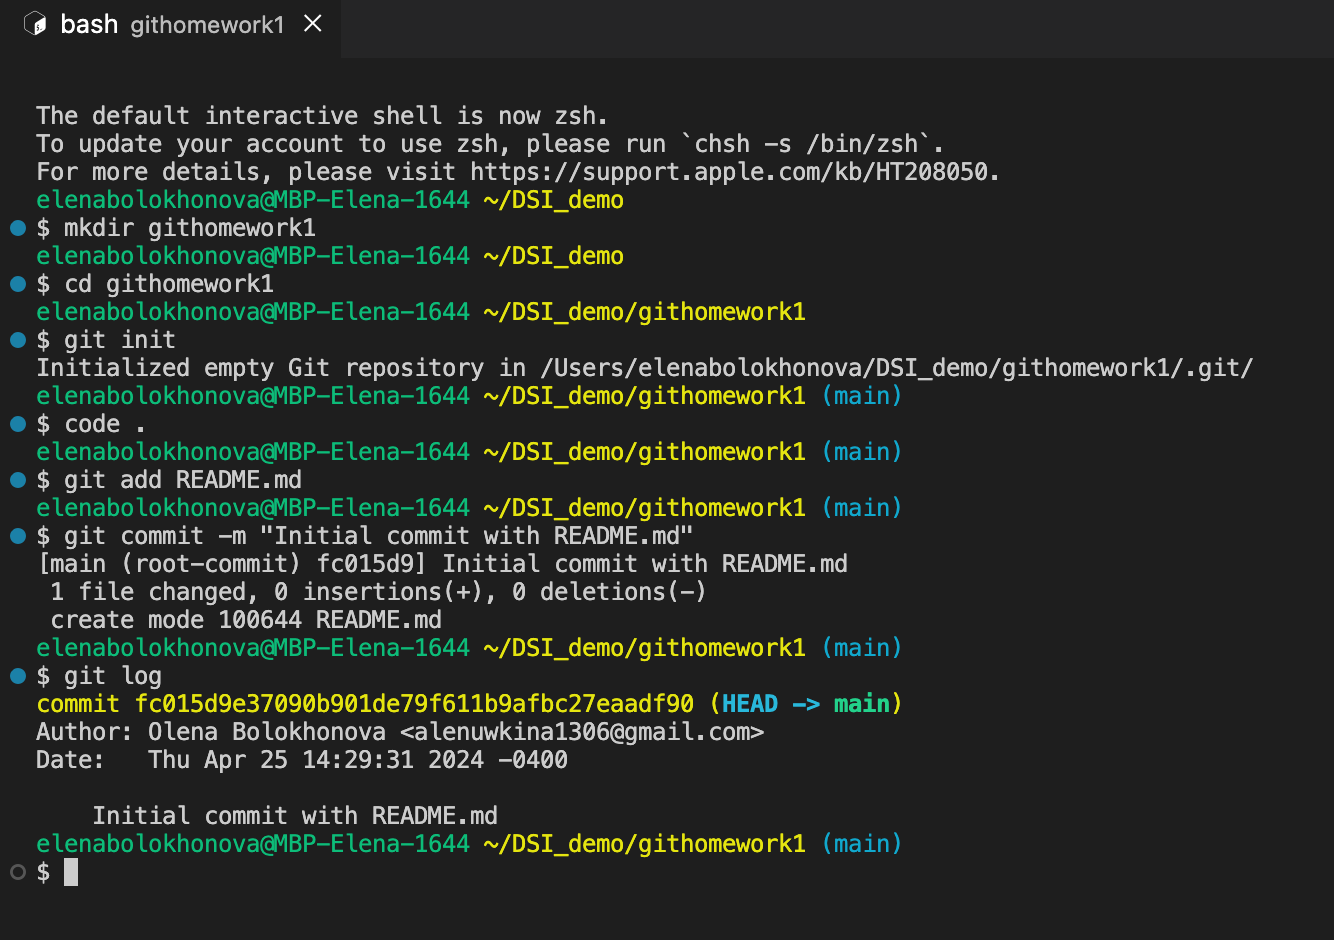 bash githomework1
The default interactive shell is now zsh.
To update your account to use zsh, please run `chsh -s /bin/zsh`.
For more details, please visit https://support.apple.com/kb/HT208050.
elenabolokhonova@MBP-Elena-1644 ~/DSI_demo
$ mkdir githomework1
elenabolokhonova@MBP-Elena-1644 ~/DSI_demo
$ cd githomework1
elenabolokhonova@MBP-Elena-1644 ~/DSI_demo/githomework1
$ git init
Initialized empty Git repository in /Users/elenabolokhonova/DSI_demo/githomework1/.git/
elenabolokhonova@MBP-Elena-1644 ~/DSI_demo/githomework1 (main)
$ code .
elenabolokhonova@MBP-Elena-1644 ~/DSI_demo/githomework1 (main)
$ git add README.md
elenabolokhonova@MBP-Elena-1644 ~/DSI_demo/githomework1 (main)
$ git commit -m "Initial commit with README.md"
[main (root-commit) fc015d9] Initial commit with README.md
 1 file changed, 0 insertions(+), 0 deletions(-)
 create mode 100644 README.md
elenabolokhonova@MBP-Elena-1644 ~/DSI_demo/githomework1 (main)
$ git log
commit fc015d9e37090b901de79f611b9afbc27eaadf90 (HEAD -> main)
Author: Olena Bolokhonova <alenuwkina1306@gmail.com>
Date:   Thu Apr 25 14:29:31 2024 -0400
    Initial commit with README.md
elenabolokhonova@MBP-Elena-1644 ~/DSI_demo/githomework1 (main)
$